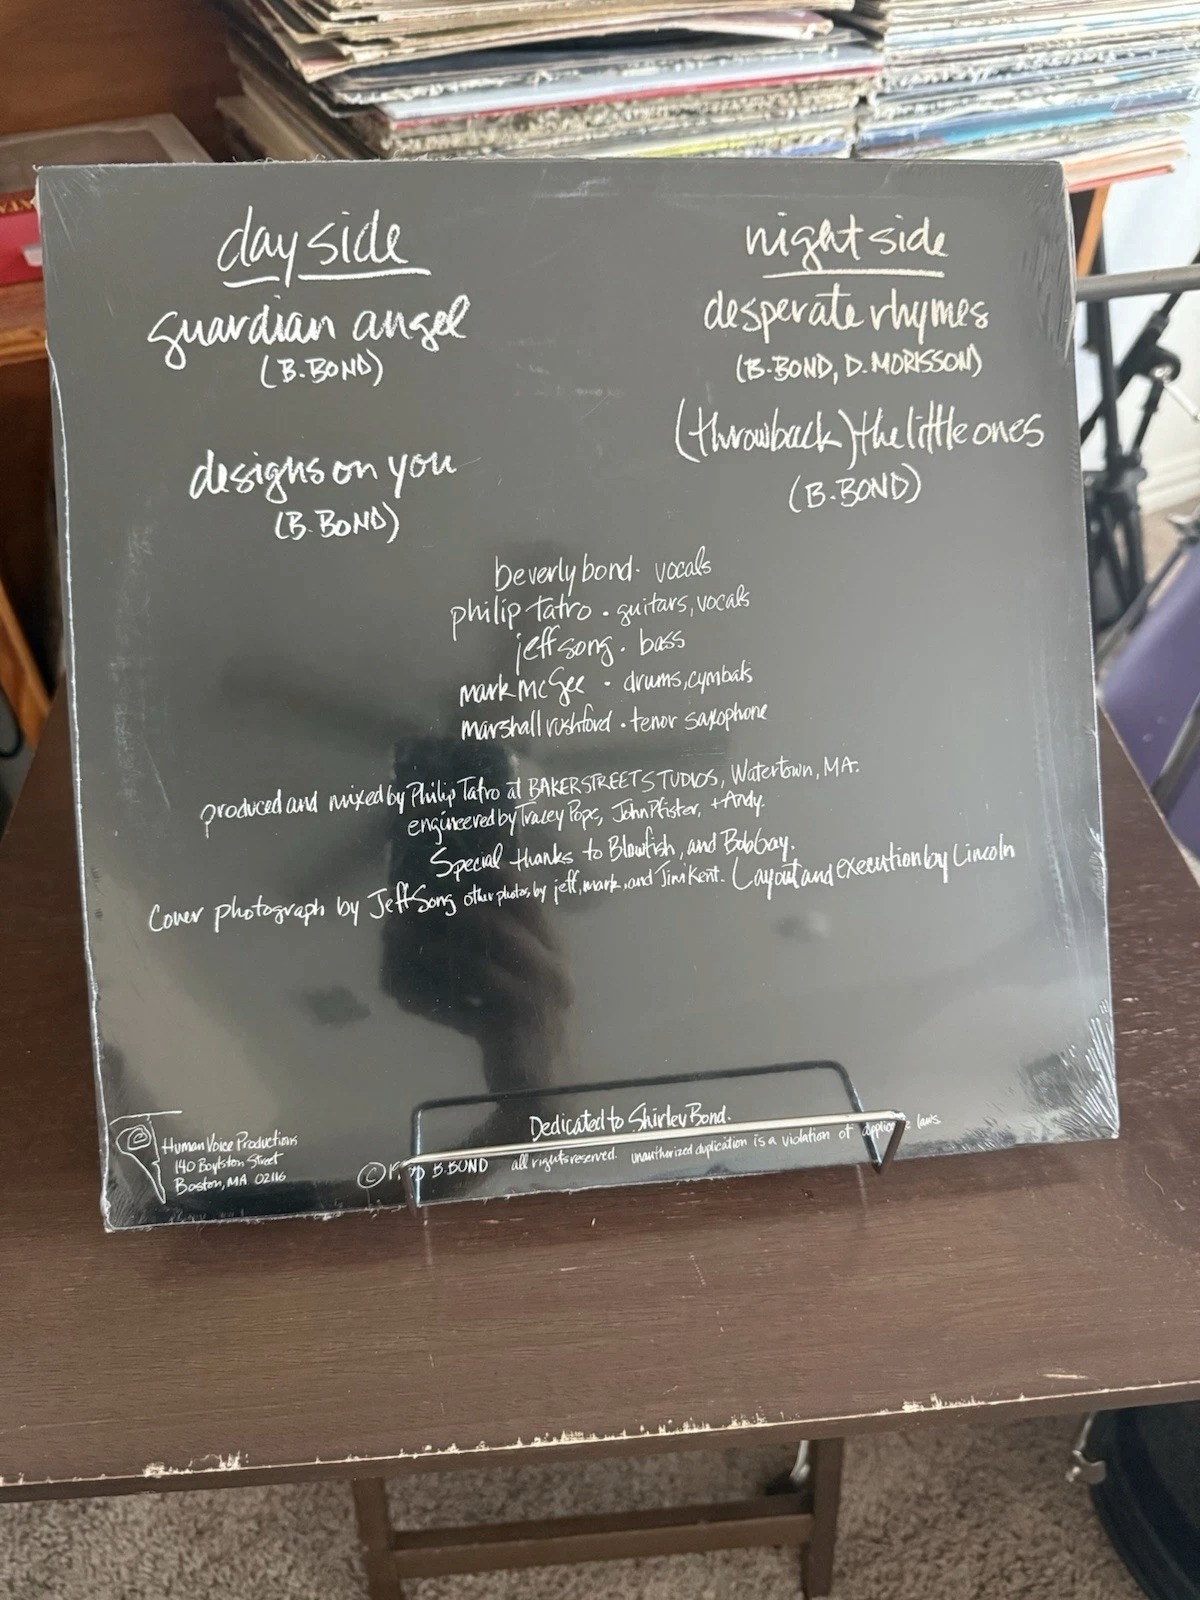 day side
guardian angel
(B. BOND)
designs on you
(B. BOND)
night side
desperate rhymes
(B. BOND, D. MORISSON)
(throwback) the little ones
(B. BOND)
beverly bond · vocals
philip tatro · guitars, vocals
jeff song · bass
mark mcGee · drums, cymbals
marshall rushford · tenor saxophone
produced and mixed by Philip Tatro at BAKERSTREET STUDIOS, Watertown, MA.
engineered by Tracey Pope, John Pfister, + Andy.
Special thanks to Blowfish, and Bob Gay.
Cover photograph by Jeff Song other photos by jeff, mark, and Jim Kent. Layout and execution by Lincoln
Dedicated to Shirley Bond.
Human Voice Productions
140 Boylston Street
Boston, MA 02116
© B. BOND all rights reserved. unauthorized duplication is a violation of laws.